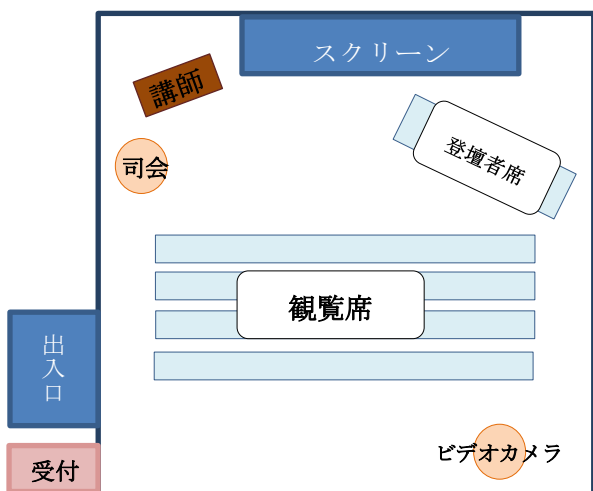 スクリーン
講師
登壇者席
司会
観覧席
出入口
ビデオカメラ
受付